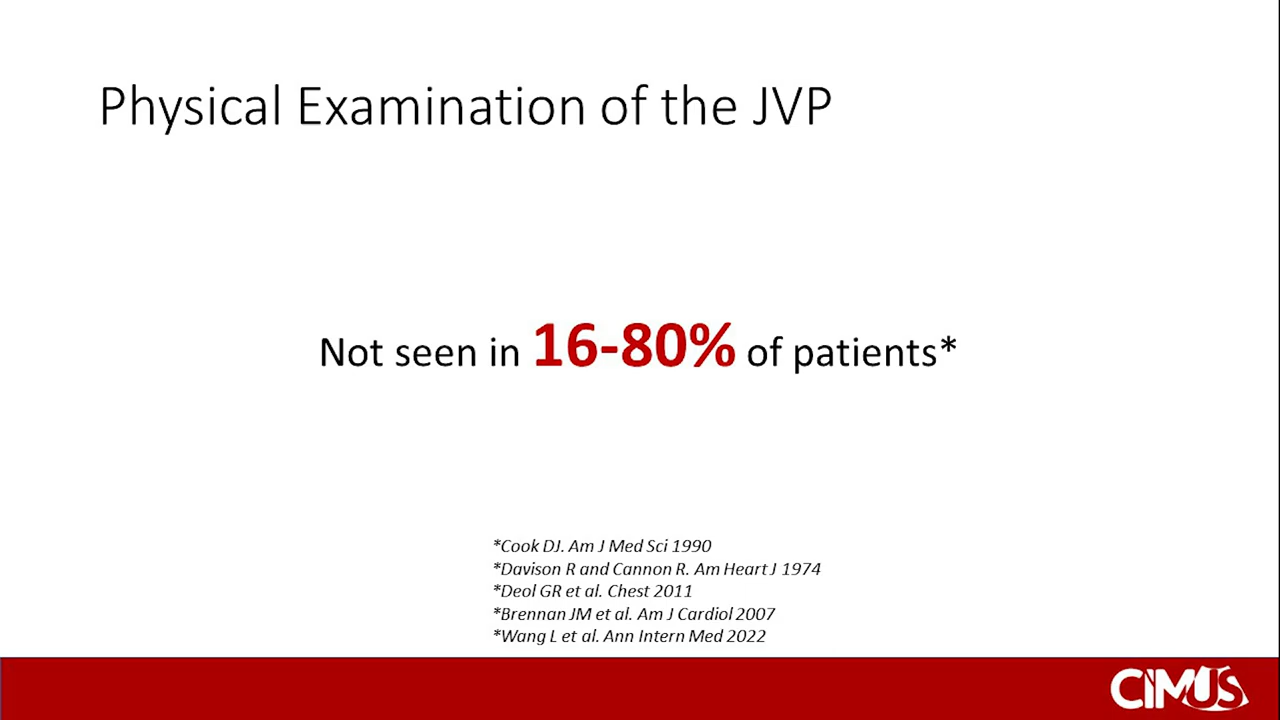 Physical Examination of the JVP
Not seen in 16-80% of patients*
*Cook DJ. Am J Med Sci 1990
*Davison R and Cannon R. Am Heart J 1974
*Deol GR et al. Chest 2011
*Brennan JM et al. Am J Cardiol 2007
*Wang L et al. Ann Intern Med 2022
CIMUS